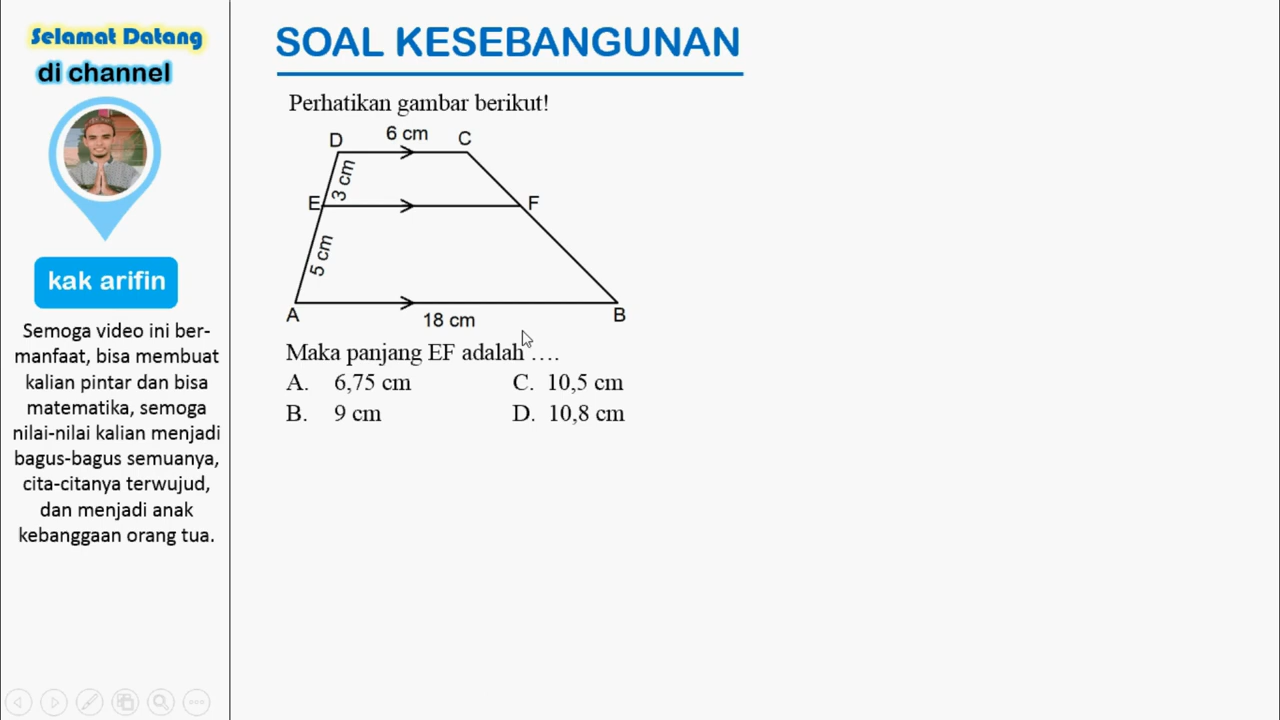 Selamat Datang
di channel
kak arifin
Semoga video ini ber-
manfaat, bisa membuat
kalian pintar dan bisa
matematika, semoga
nilai-nilai kalian menjadi
bagus-bagus semuanya,
cita-citanya terwujud,
dan menjadi anak
kebanggaan orang tua.
SOAL KESEBANGUNAN
Perhatikan gambar berikut!
D 6 cm C
3 cm
E F
5 cm
A B
18 cm
Maka panjang EF adalah ....
A. 6,75 cm C. 10,5 cm
B. 9 cm D. 10,8 cm